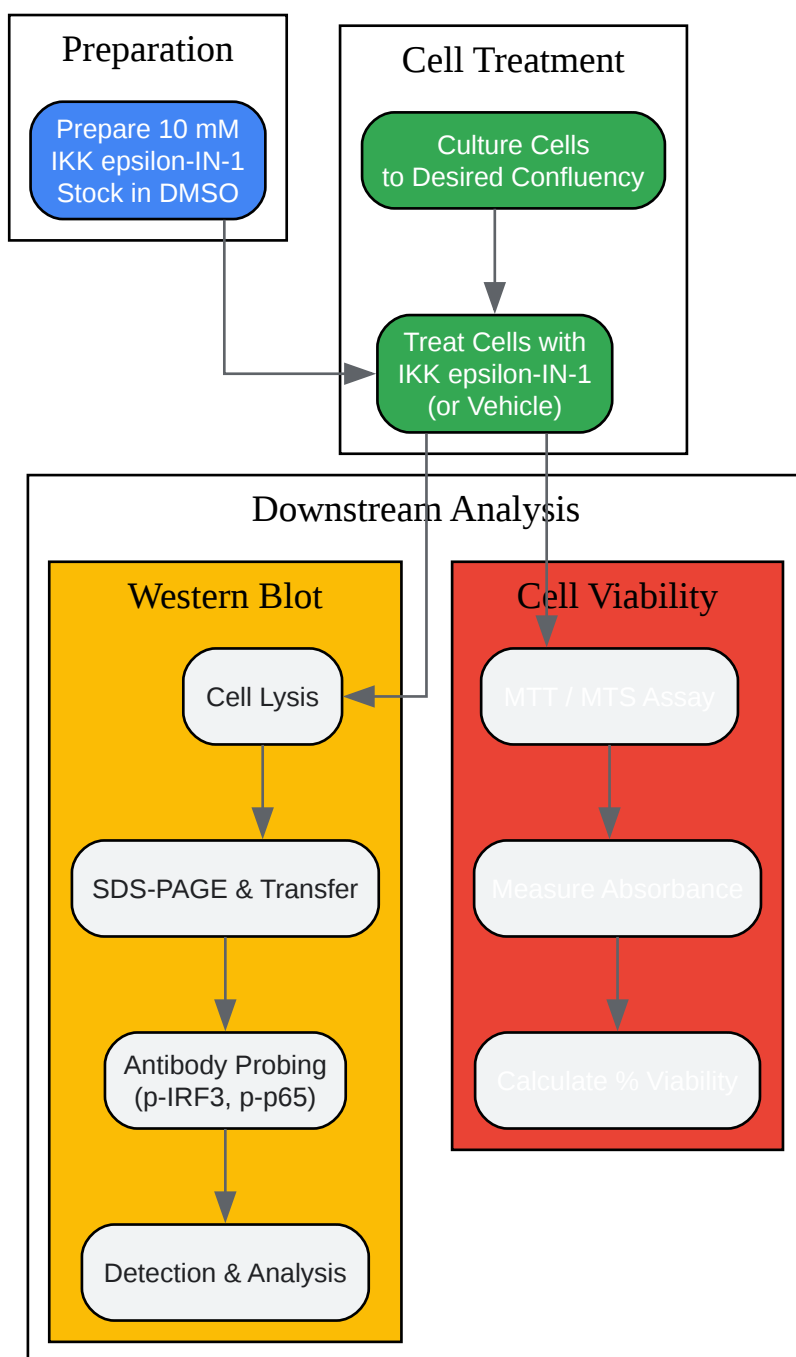 Preparation
Prepare 10 mM
IKK epsilon-IN-1
Stock in DMSO
Cell Treatment
Culture Cells
to Desired Confluency
Treat Cells with
IKK epsilon-IN-1
(or Vehicle)
Downstream Analysis
Western Blot
Cell Lysis
SDS-PAGE & Transfer
Antibody Probing
(p-IRF3, p-p65)
Detection & Analysis
Cell Viability
MTT / MTS Assay
Measure Absorbance
Calculate % Viability